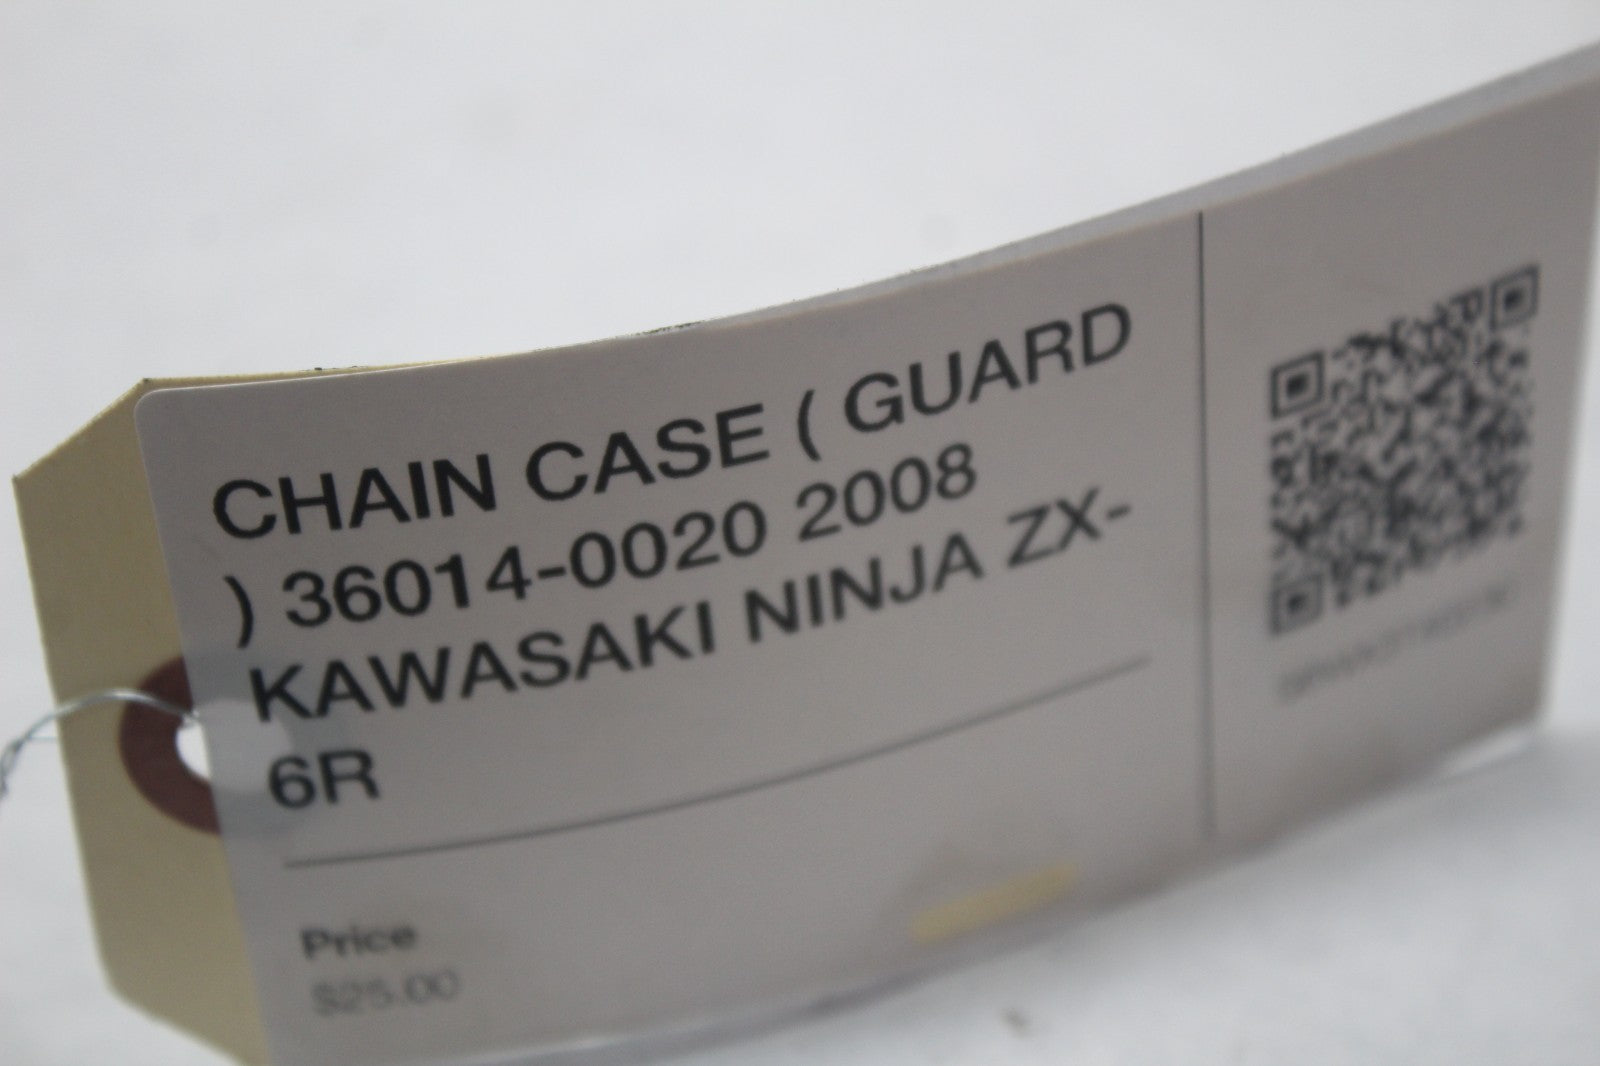 CHAIN CASE ( GUARD
) 36014-0020 2008
KAWASAKI NINJA ZX-
6R
Price
$25.00